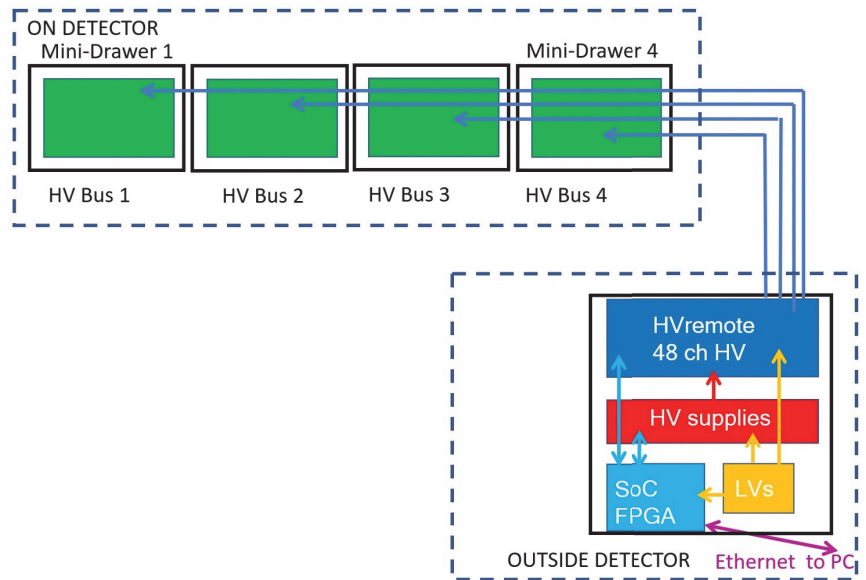 ON DETECTOR
Mini-Drawer 1
Mini-Drawer 4
HV Bus 1
HV Bus 2
HV Bus 3
HV Bus 4
HVremote
48 ch HV
HV supplies
SoC
FPGA
LVs
OUTSIDE DETECTOR
Ethernet to PC